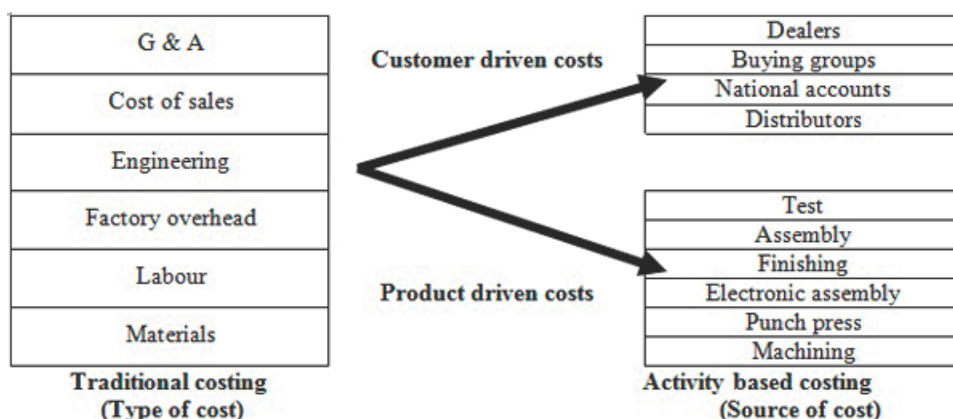 G & A
Cost of sales
Engineering
Factory overhead
Labour
Materials
Traditional costing
(Type of cost)
Customer driven costs
Product driven costs
Dealers
Buying groups
National accounts
Distributors
Test
Assembly
Finishing
Electronic assembly
Punch press
Machining
Activity based costing
(Source of cost)